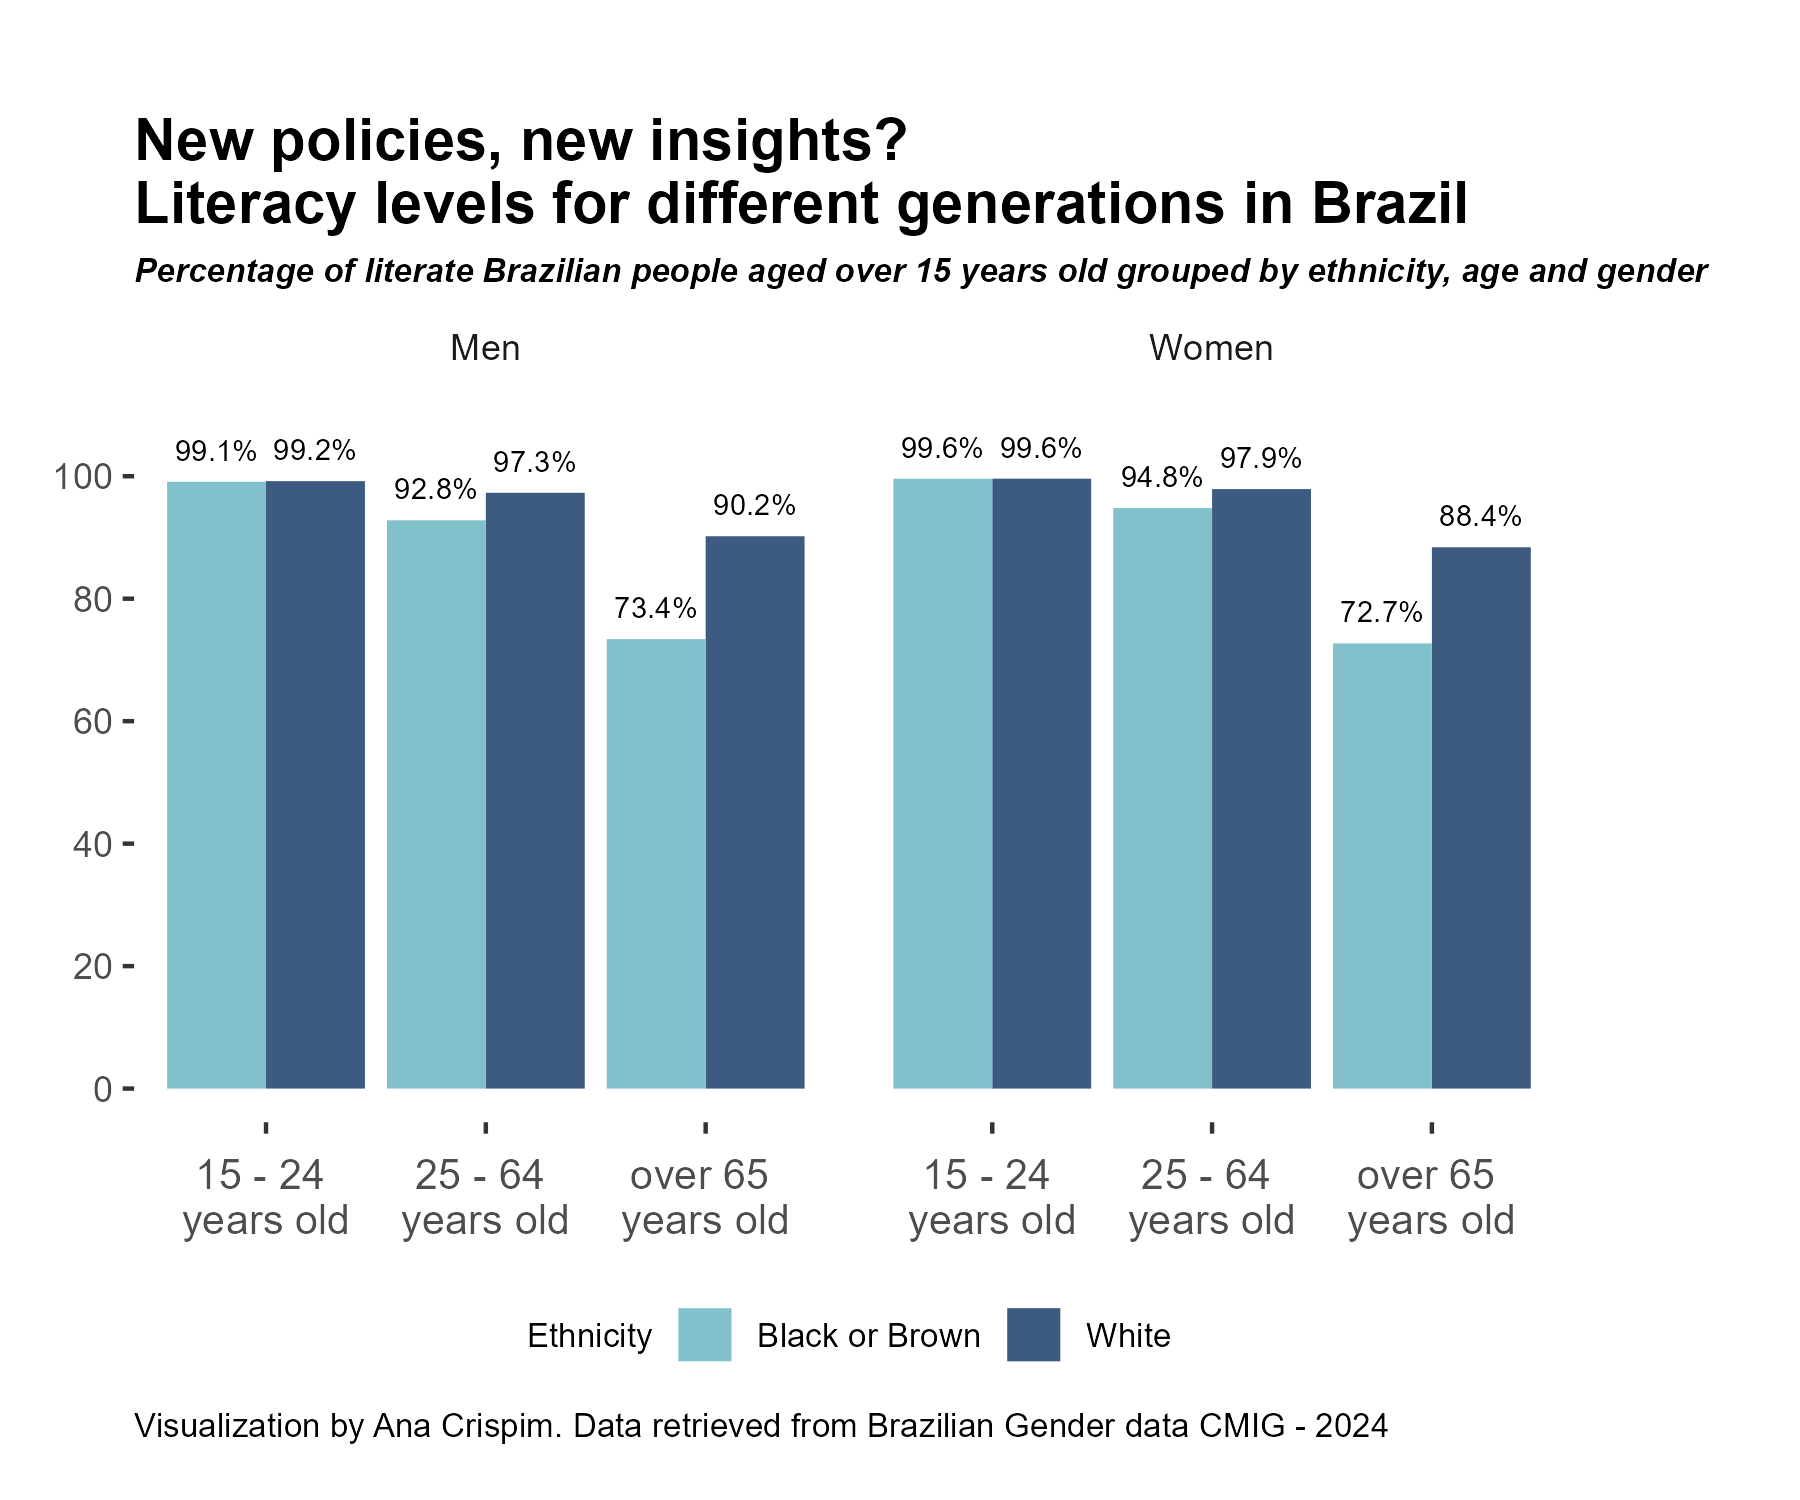 New policies, new insights?
Literacy levels for different generations in Brazil
Percentage of literate Brazilian people aged over 15 years old grouped by ethnicity, age and gender
Men
99.1% 99.2%
92.8% 97.3%
73.4% 90.2%
Women
99.6% 99.6%
94.8% 97.9%
72.7% 88.4%
100
80
60
40
20
0
15 - 24
years old
25 - 64
years old
over 65
years old
15 - 24
years old
25 - 64
years old
over 65
years old
Ethnicity Black or Brown White
Visualization by Ana Crispim. Data retrieved from Brazilian Gender data CMIG - 2024